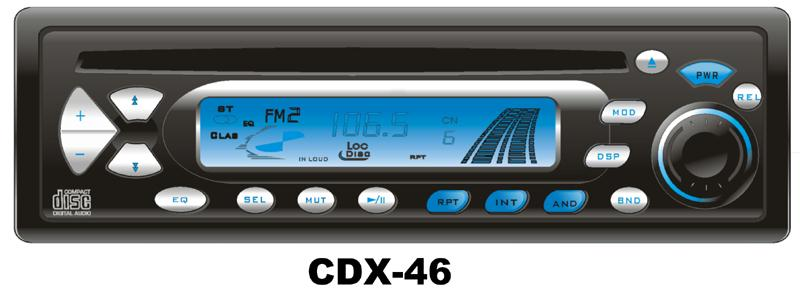 PWR
REL
ST
EQ
FM2
106.5
CN
6
MOD
CLAS
LOC
DISC
IN LOUD
RPT
DSP
+
−
COMPACT
disc
DIGITAL AUDIO
EQ
SEL
MUT
RPT
INT
AND
BND
CDX-46